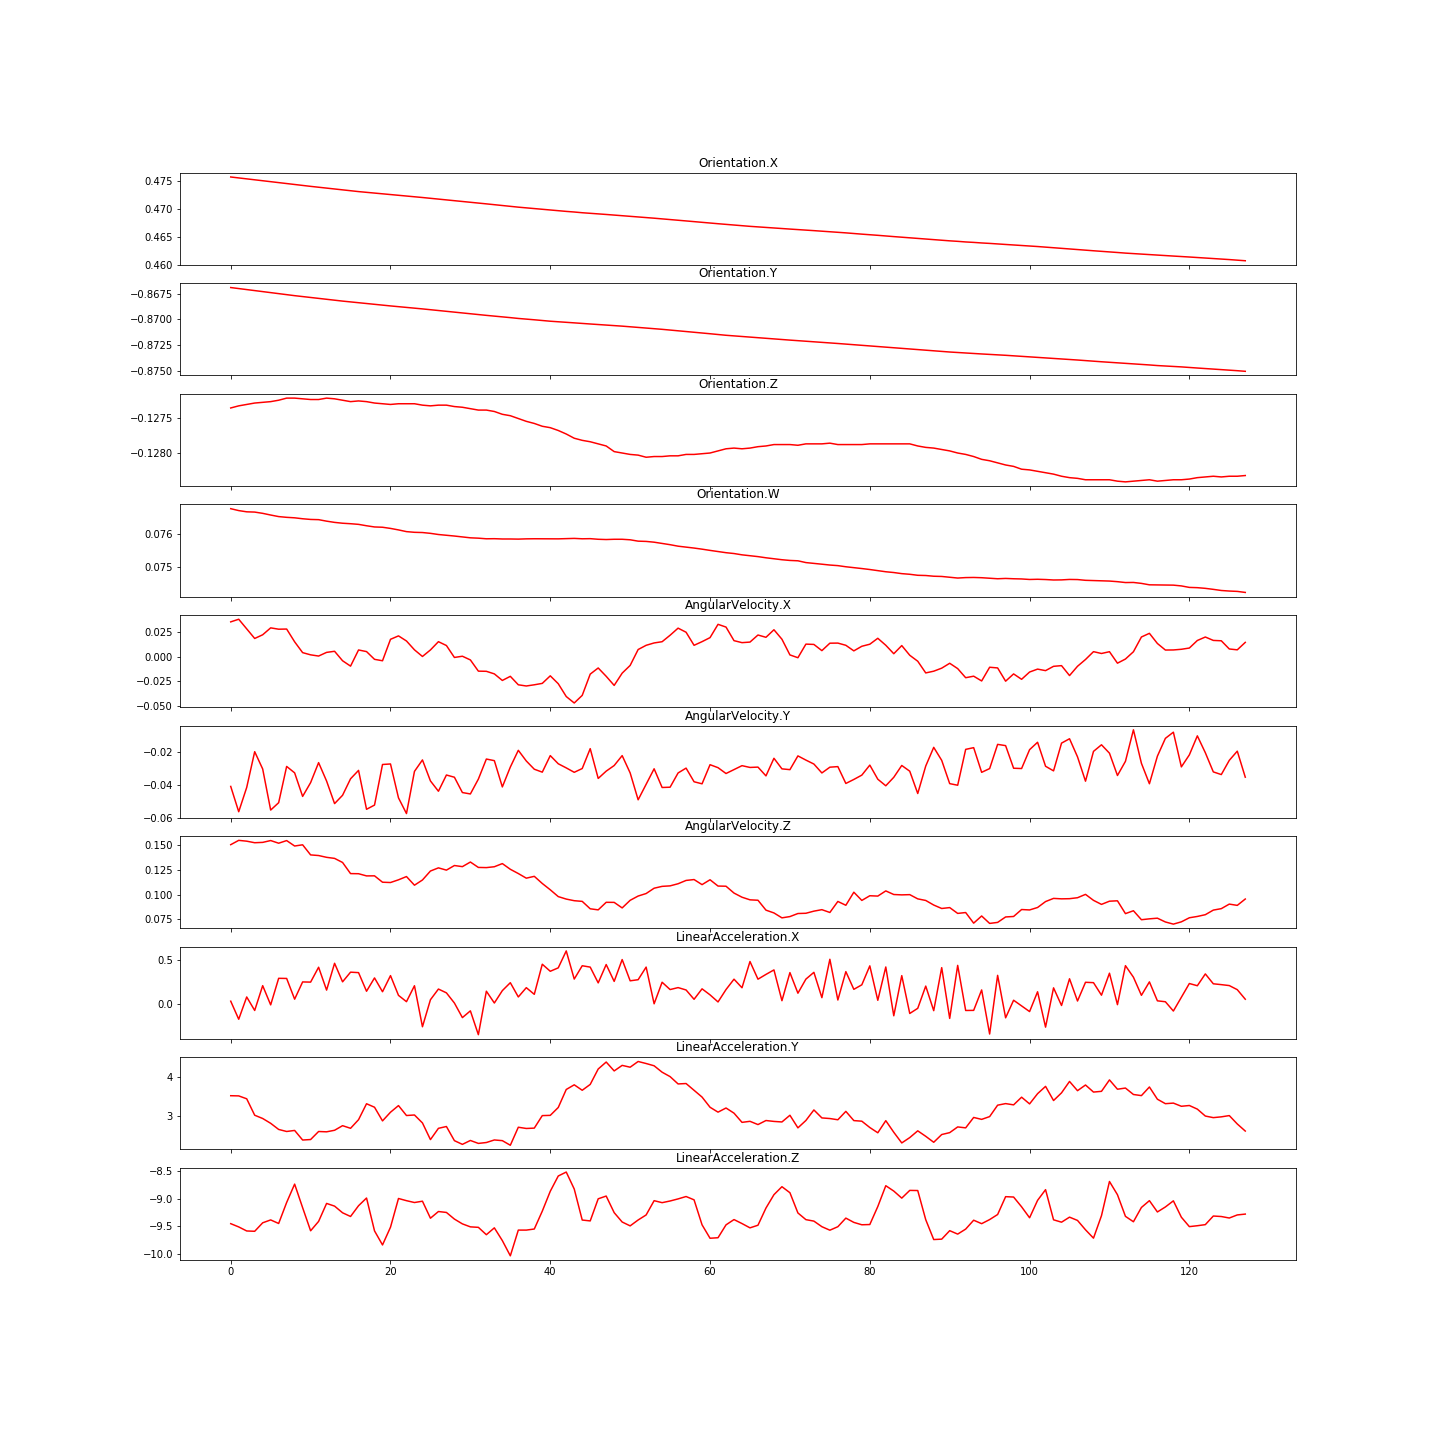 Orientation.X
0.475
0.470
0.465
0.460
Orientation.Y
−0.8675
−0.8700
−0.8725
−0.8750
Orientation.Z
−0.1275
−0.1280
Orientation.W
0.076
0.075
AngularVelocity.X
0.025
0.000
−0.025
−0.050
AngularVelocity.Y
−0.02
−0.04
−0.06
AngularVelocity.Z
0.150
0.125
0.100
0.075
LinearAcceleration.X
0.5
0.0
LinearAcceleration.Y
4
3
LinearAcceleration.Z
−8.5
−9.0
−9.5
−10.0
0 20 40 60 80 100 120